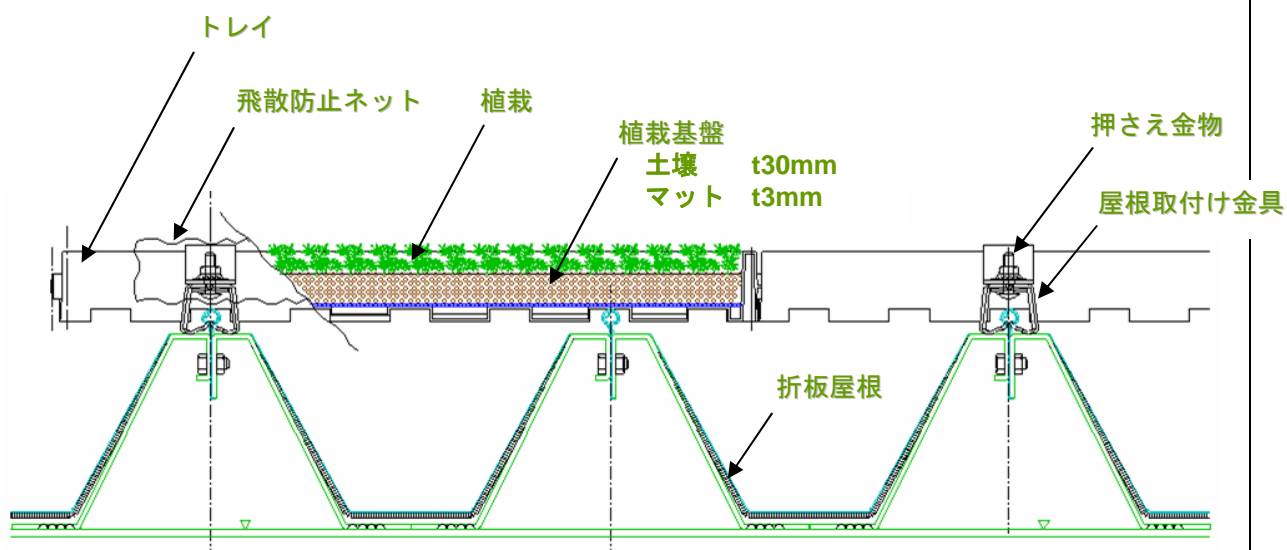 トレイ
飛散防止ネット
植栽
植栽基盤
土壌 t30mm
マット t3mm
押さえ金物
屋根取付け金具
折板屋根